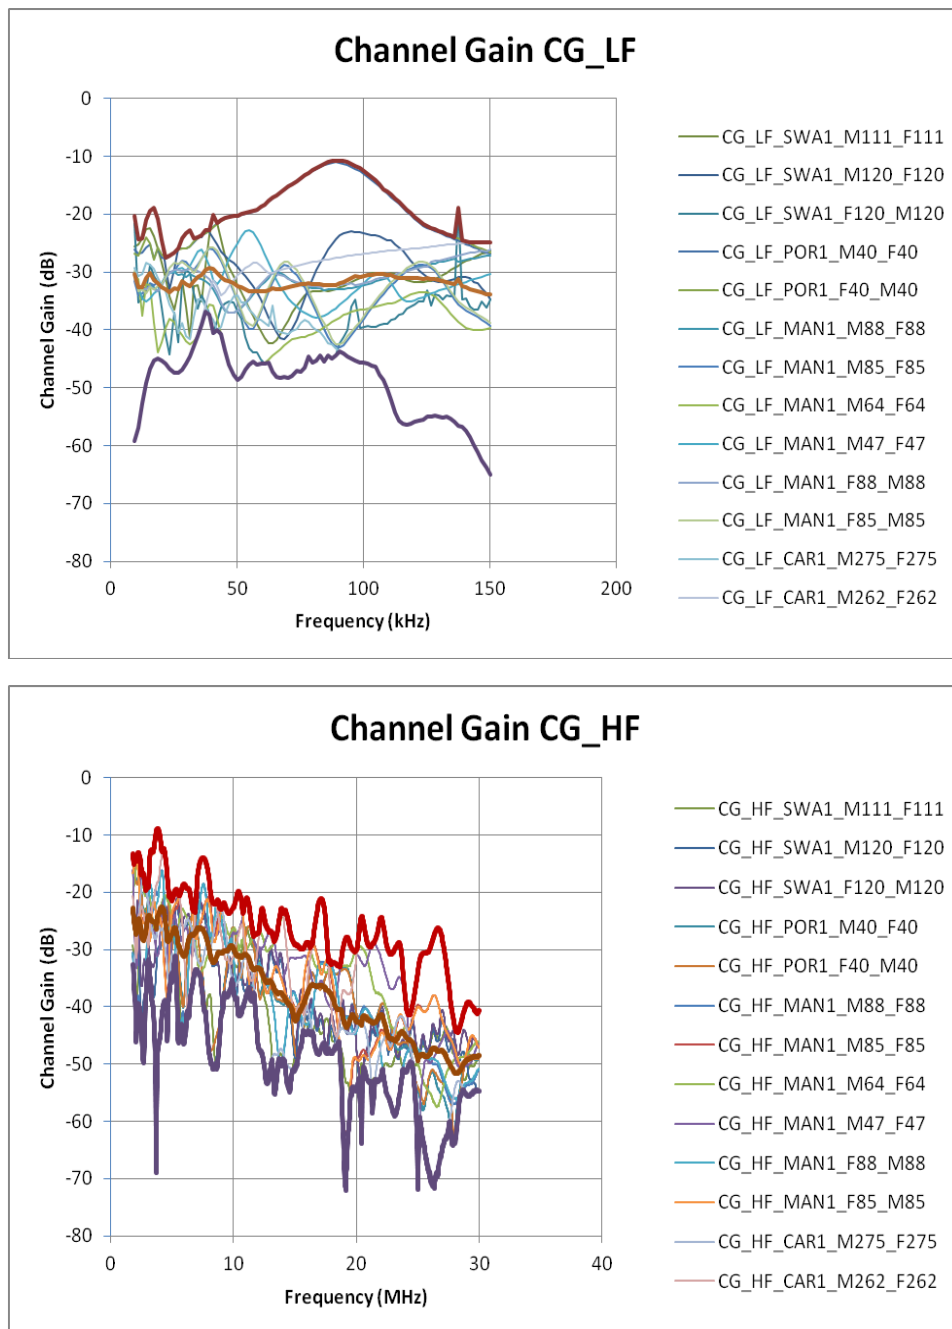 Channel Gain CG_LF
0
-10
-20
-30
-40
-50
-60
-70
-80
Channel Gain (dB)
0 50 100 150 200
Frequency (kHz)
CG_LF_SWA1_M111_F111
CG_LF_SWA1_M120_F120
CG_LF_SWA1_F120_M120
CG_LF_POR1_M40_F40
CG_LF_POR1_F40_M40
CG_LF_MAN1_M88_F88
CG_LF_MAN1_M85_F85
CG_LF_MAN1_M64_F64
CG_LF_MAN1_M47_F47
CG_LF_MAN1_F88_M88
CG_LF_MAN1_F85_M85
CG_LF_CAR1_M275_F275
CG_LF_CAR1_M262_F262
Channel Gain CG_HF
0
-10
-20
-30
-40
-50
-60
-70
-80
Channel Gain (dB)
0 10 20 30 40
Frequency (MHz)
CG_HF_SWA1_M111_F111
CG_HF_SWA1_M120_F120
CG_HF_SWA1_F120_M120
CG_HF_POR1_M40_F40
CG_HF_POR1_F40_M40
CG_HF_MAN1_M88_F88
CG_HF_MAN1_M85_F85
CG_HF_MAN1_M64_F64
CG_HF_MAN1_M47_F47
CG_HF_MAN1_F88_M88
CG_HF_MAN1_F85_M85
CG_HF_CAR1_M275_F275
CG_HF_CAR1_M262_F262